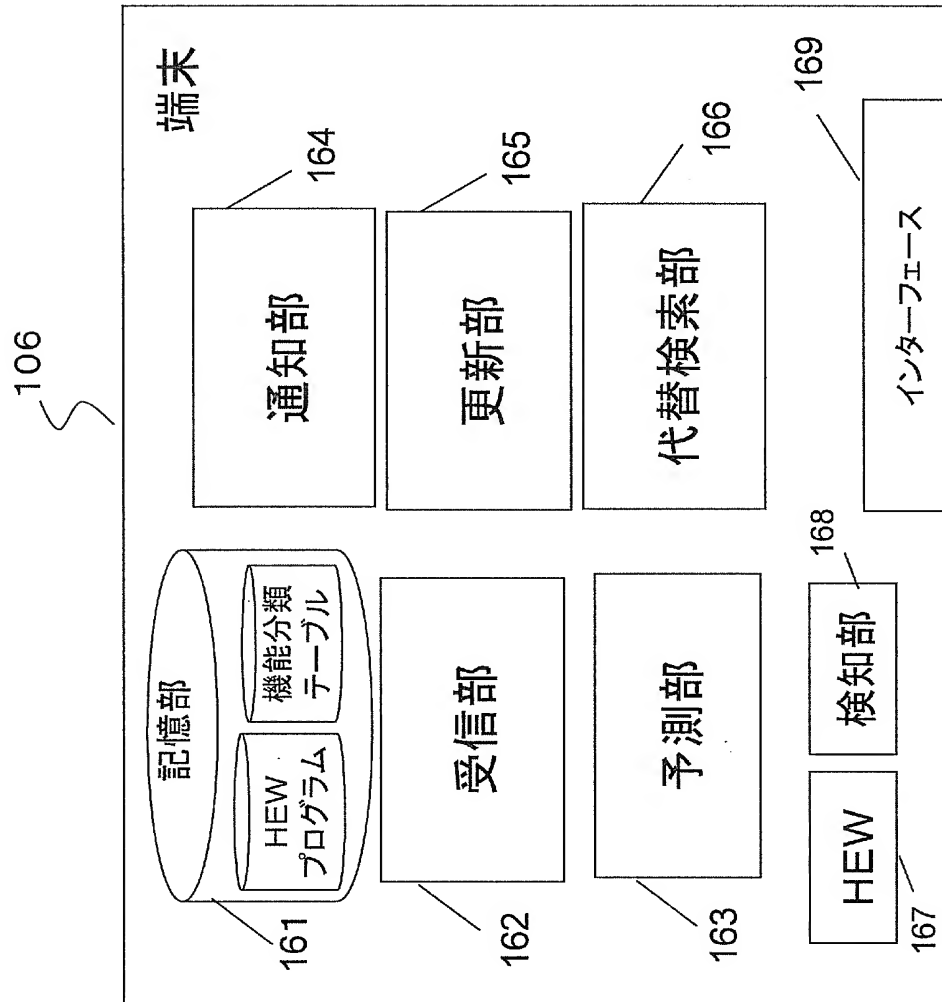 106
端末
記憶部
HEW
プログラム
機能分類
テーブル
161
通知部
164
受信部
162
更新部
165
予測部
163
代替検索部
166
HEW
167
検知部
168
インターフェース
169